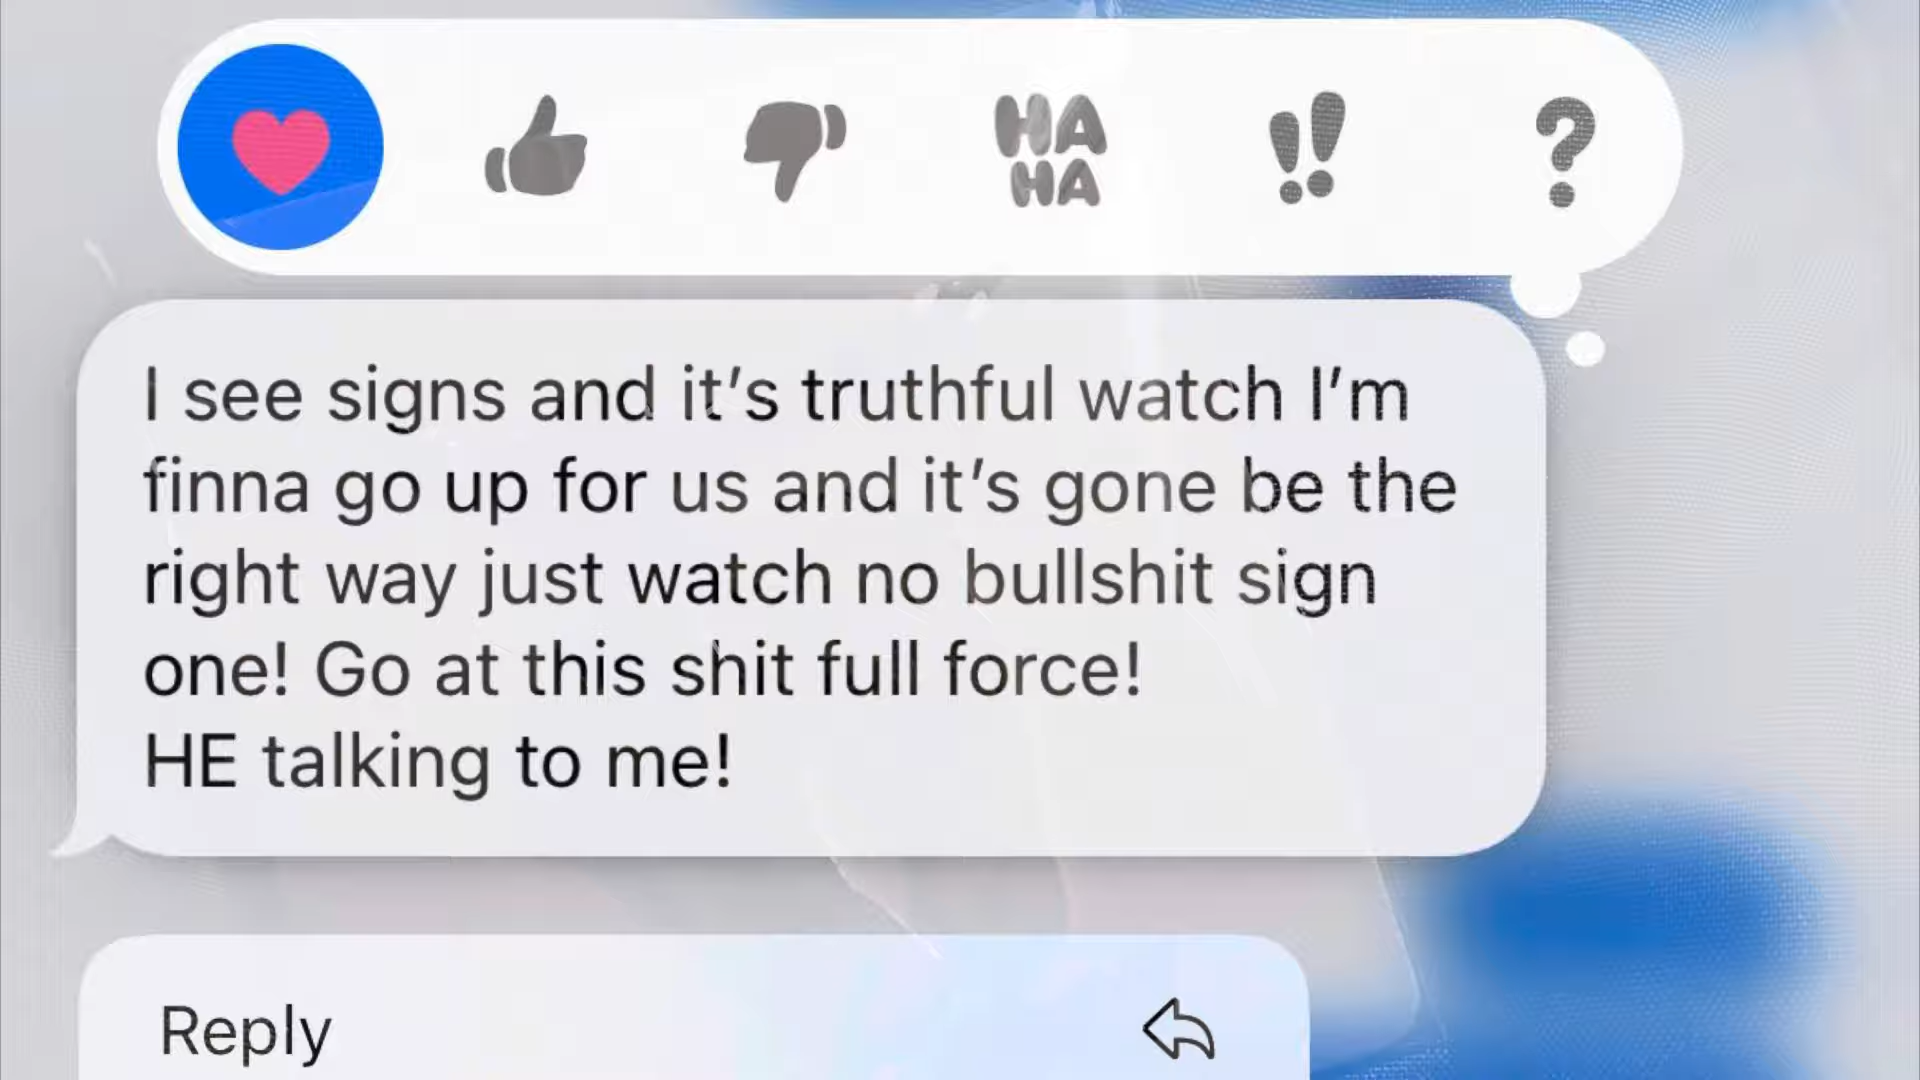 HA
HA
!!
?
I see signs and it’s truthful watch I’m
finna go up for us and it’s gone be the
right way just watch no bullshit sign
one! Go at this shit full force!
HE talking to me!
Reply